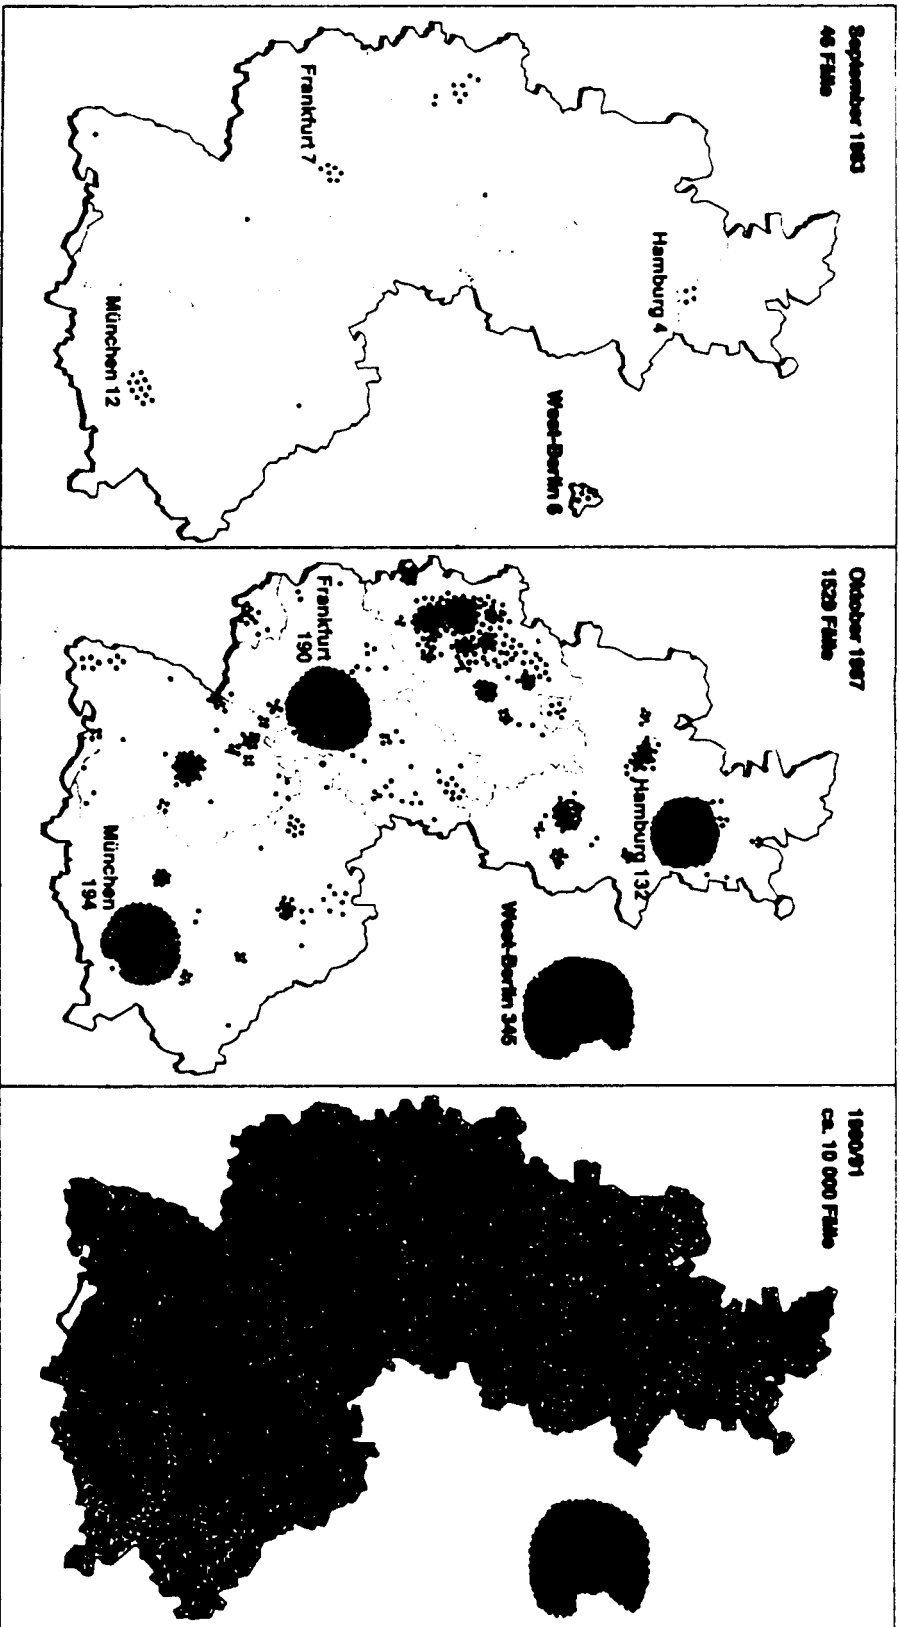 September 1983
46 Fälle
Hamburg 4
West-Berlin 6
Frankfurt 7
München 12
Oktober 1987
1529 Fälle
Hamburg 132
West-Berlin 345
Frankfurt
190
München
194
1990/91
ca. 10 000 Fälle